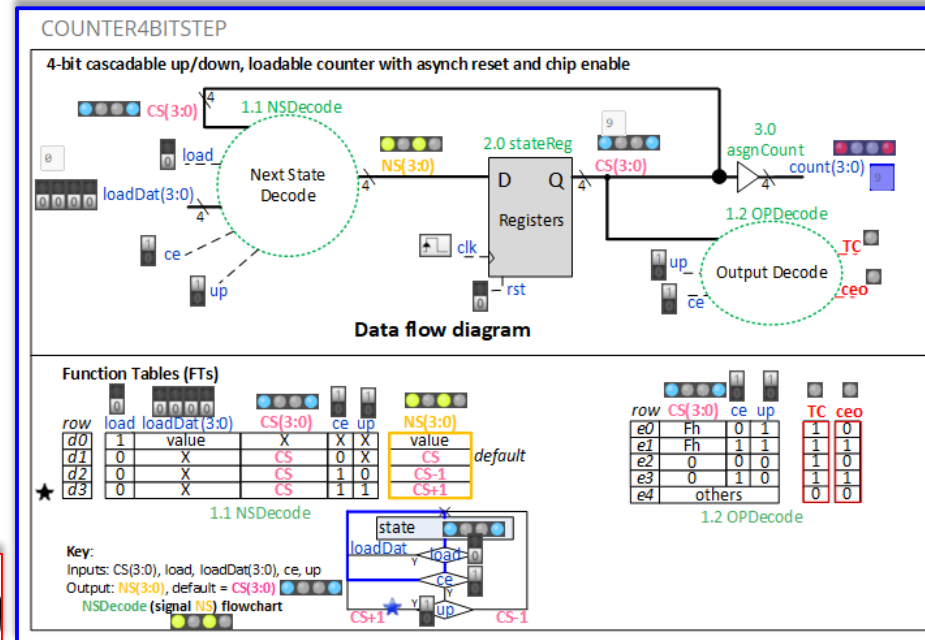 COUNTER4BITSTEP
4-bit cascadable up/down, loadable counter with asynch reset and chip enable
CS(3:0) 4 1.1 NSDecode
load
0
loadDat(3:0)
0 0 0 0
4
ce
1
0
up
1
0
Next State
Decode
NS(3:0)
4
2.0 stateReg
D Q
Registers
clk
rst
0
9
CS(3:0)
4
3.0
asgnCount
4
count(3:0)
9
1.2 OPDecode
up
1
0
ce
1
0
Output Decode
TC
ceo
Data flow diagram
Function Tables (FTs)
row load loadDat(3:0) CS(3:0) ce up NS(3:0)
d0 1 value X X X value
d1 0 X CS 0 X CS default
d2 0 X CS 1 0 CS-1
d3 0 X CS 1 1 CS+1
1.1 NSDecode
row CS(3:0) ce up TC ceo
e0 Fh 0 1 1 0
e1 Fh 1 1 1 1
e2 0 0 0 1 0
e3 0 1 0 1 1
e4 others 0 0
1.2 OPDecode
Key:
Inputs: CS(3:0), load, loadDat(3:0), ce, up
Output: NS(3:0), default = CS(3:0)
NSDecode (signal NS) flowchart
state
loadDat Y load 0
ce 1 0
Y
CS+1 Y 1 0 up CS-1